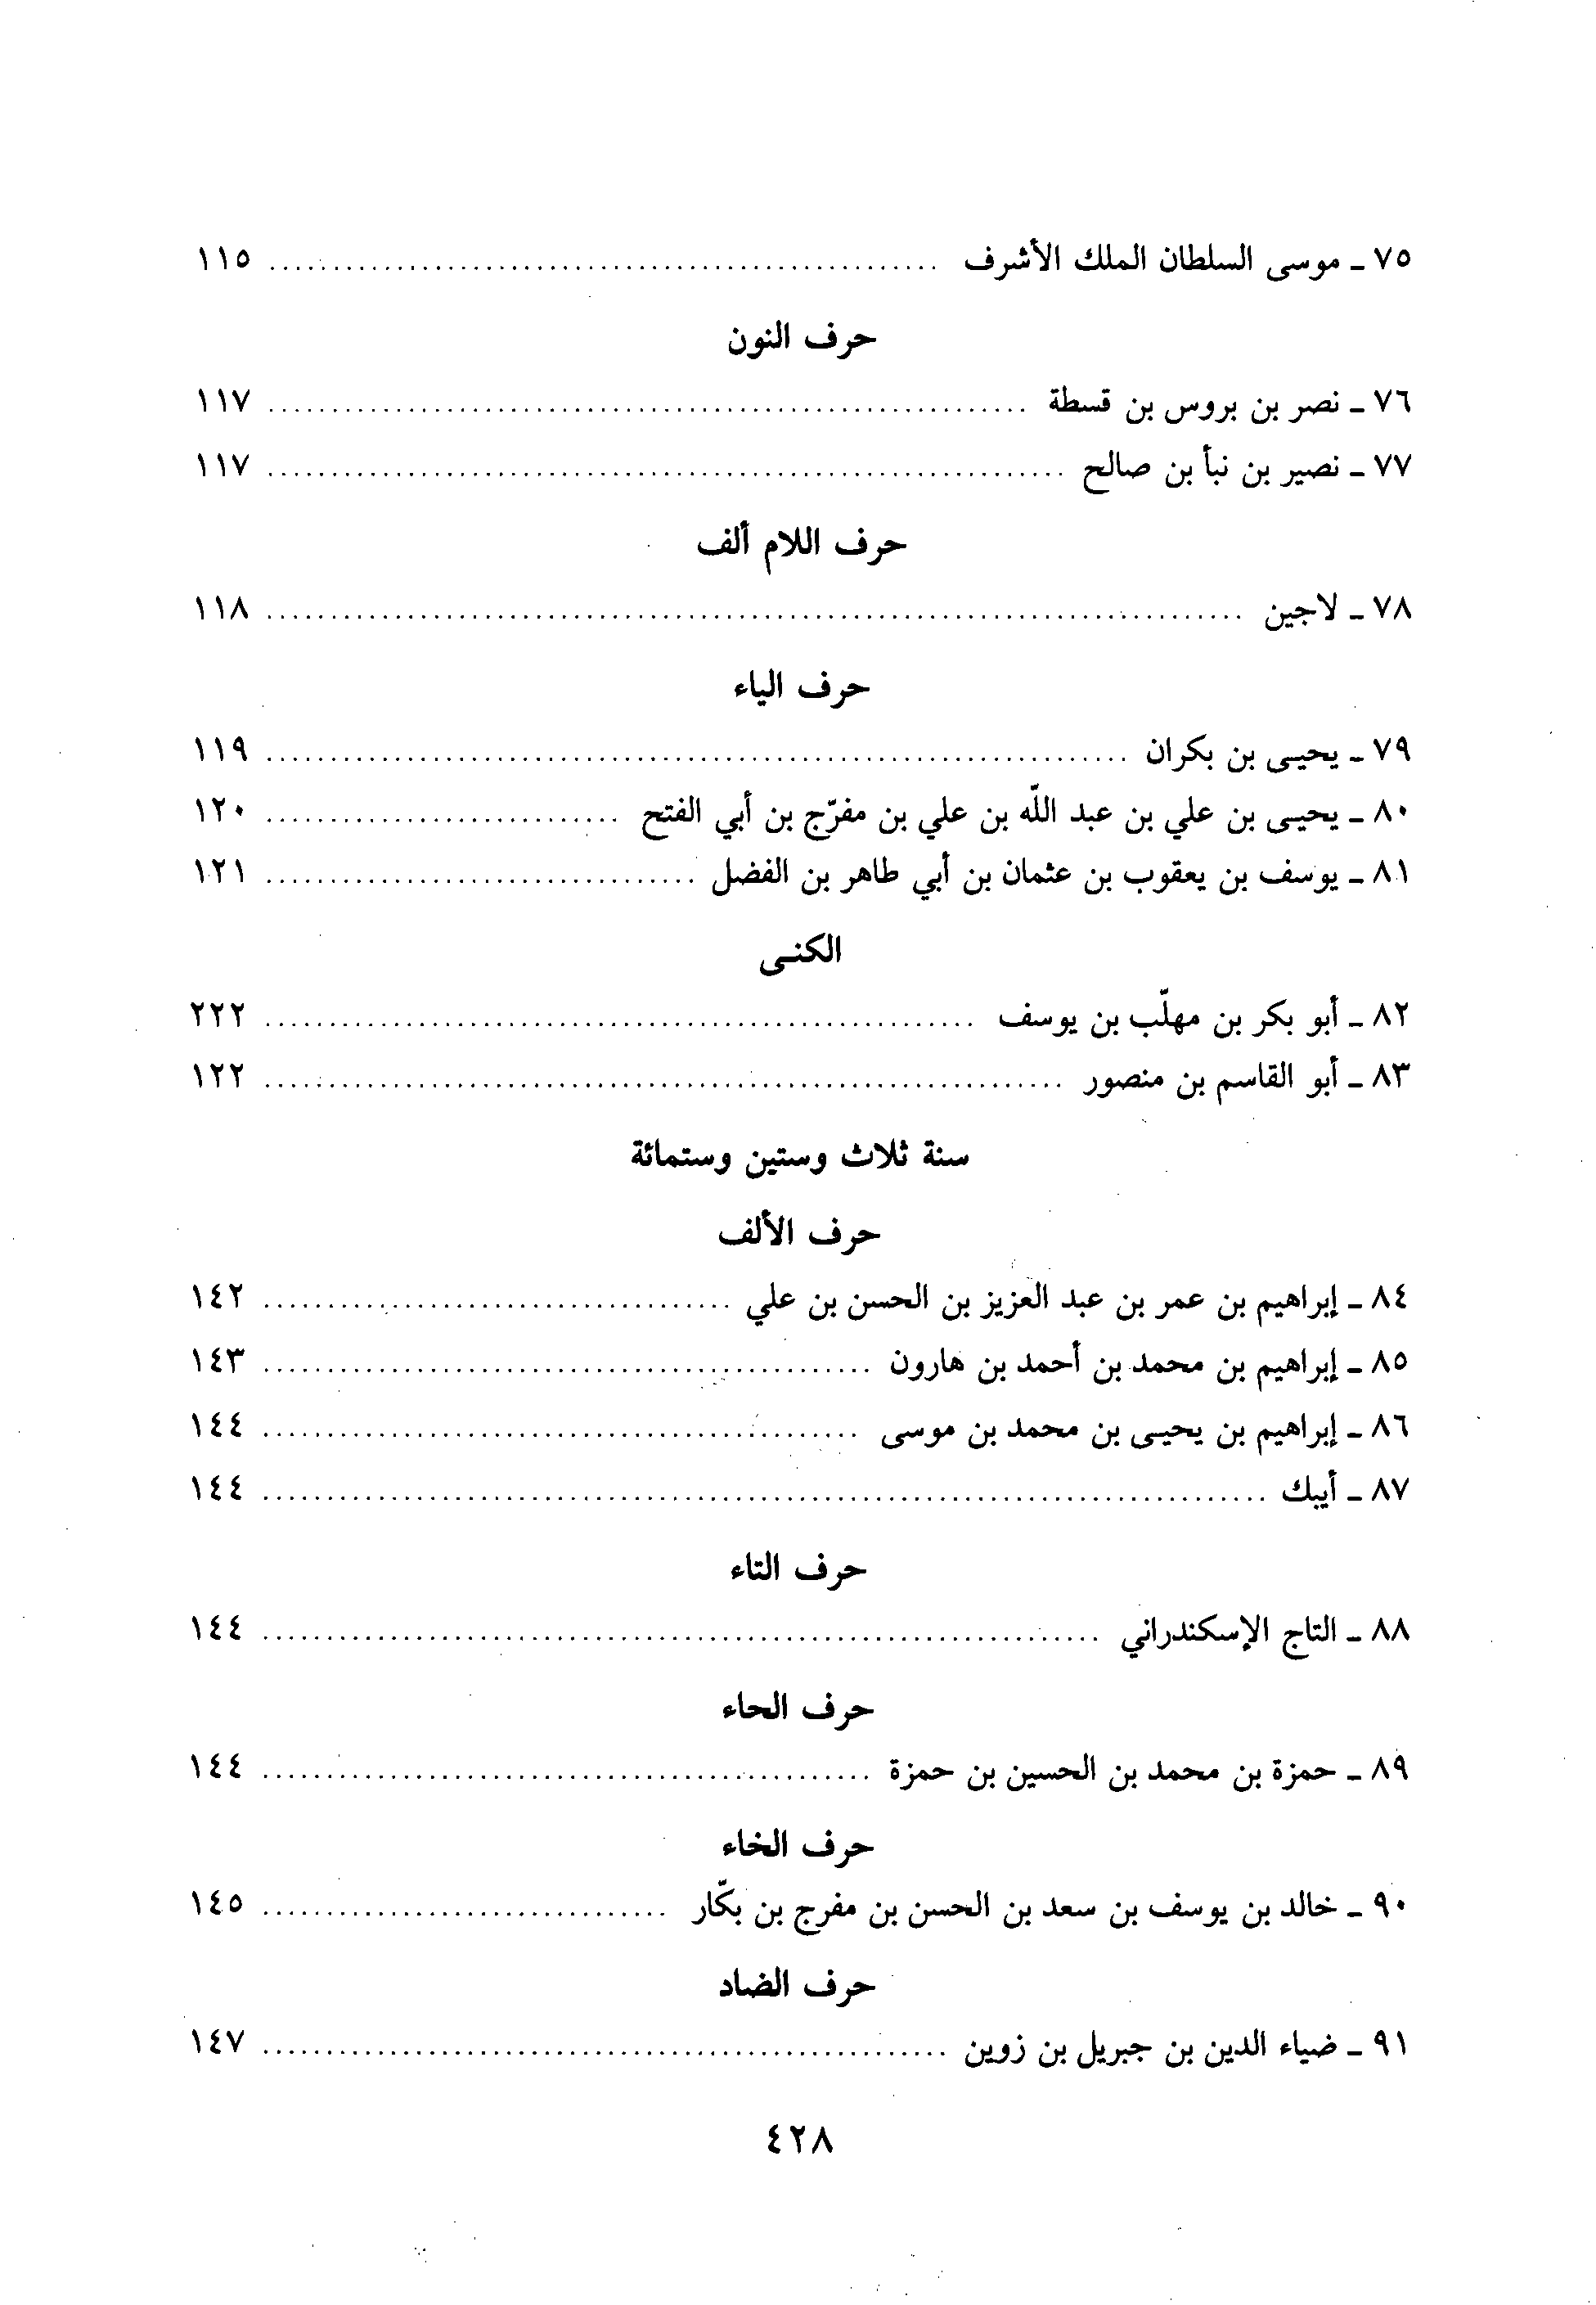 ٧٥ ـ موسى السلطان الملك الأشرف ........ ١١٥
حرف النون
٧٦ ـ نصر بن بروس بن قسطة ........ ١١٧
٧٧ ـ نصير بن نبأ بن صالح ........ ١١٧
حرف اللام ألف
٧٨ ـ لاجين ........ ١١٨
حرف الياء
٧٩ ـ يحيى بن بكران ........ ١١٩
٨٠ ـ يحيى بن علي بن عبد اللّه بن علي بن مفرّج بن أبي الفتح ........ ١٢٠
٨١ ـ يوسف بن يعقوب بن عثمان بن أبي طاهر بن الفضل ........ ١٢١
الكنى
٨٢ ـ أبو بكر بن مهلّب بن يوسف ........ ٢٢٢
٨٣ ـ أبو القاسم بن منصور ........ ١٢٢
سنة ثلاث وستين وستمائة
حرف الألف
٨٤ ـ إبراهيم بن عمر بن عبد العزيز بن الحسن بن علي ........ ١٤٢
٨٥ ـ إبراهيم بن محمد بن أحمد بن هارون ........ ١٤٣
٨٦ ـ إبراهيم بن يحيى بن محمد بن موسى ........ ١٤٤
٨٧ ـ أيبك ........ ١٤٤
حرف التاء
٨٨ ـ التاج الإسكندراني ........ ١٤٤
حرف الحاء
٨٩ ـ حمزة بن محمد بن الحسين بن حمزة ........ ١٤٤
حرف الخاء
٩٠ ـ خالد بن يوسف بن سعد بن الحسن بن مفرج بن بكّار ........ ١٤٥
حرف الضاد
٩١ ـ ضياء الدين بن جبريل بن زوين ........ ١٤٧
٤٢٨